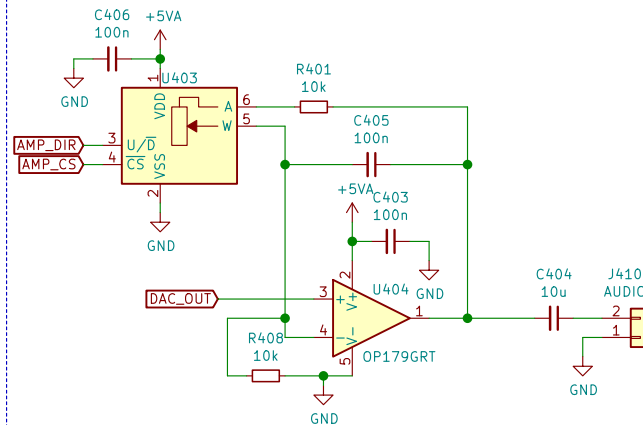 C406
100n
+5VA
GND
1
U403
VDD
A
6
W
5
AMP_DIR
3
U/D
AMP_CS
4
CS
VSS
2
GND
R401
10k
C405
100n
+5VA
C403
100n
GND
2
U404
DAC_OUT
3
+
V+
1
4
-
V-
5
OP179GRT
R408
10k
GND
C404
10u
J410
AUDIO
2
1
GND